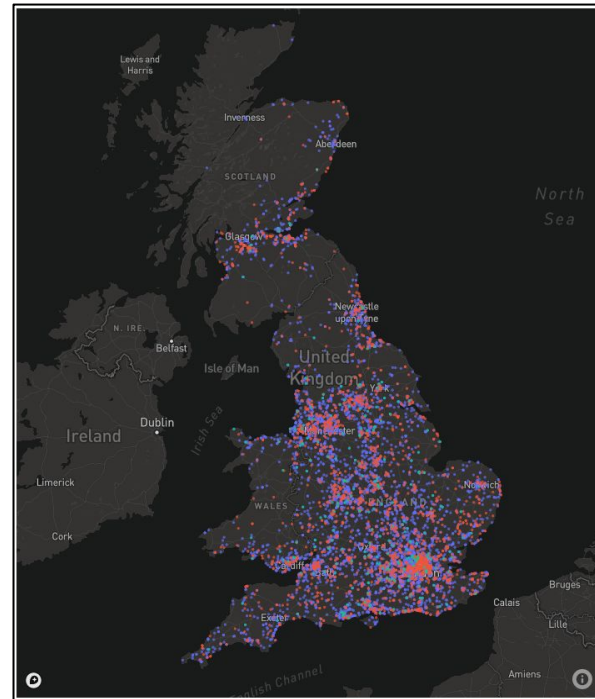 Lewis and
Harris
Inverness
Aberdeen
SCOTLAND
North
Sea
Glasgow
Newcastle
upon Tyne
N. IRE.
Belfast
Isle of Man
United
Kingdom
York
Dublin
Irish Sea
Ireland
Manchester
Limerick
WALES
ENGLAND
Norwich
Cork
Cardiff
Bath
Exeter
Bruges
Calais
Lille
English Channel
Amiens